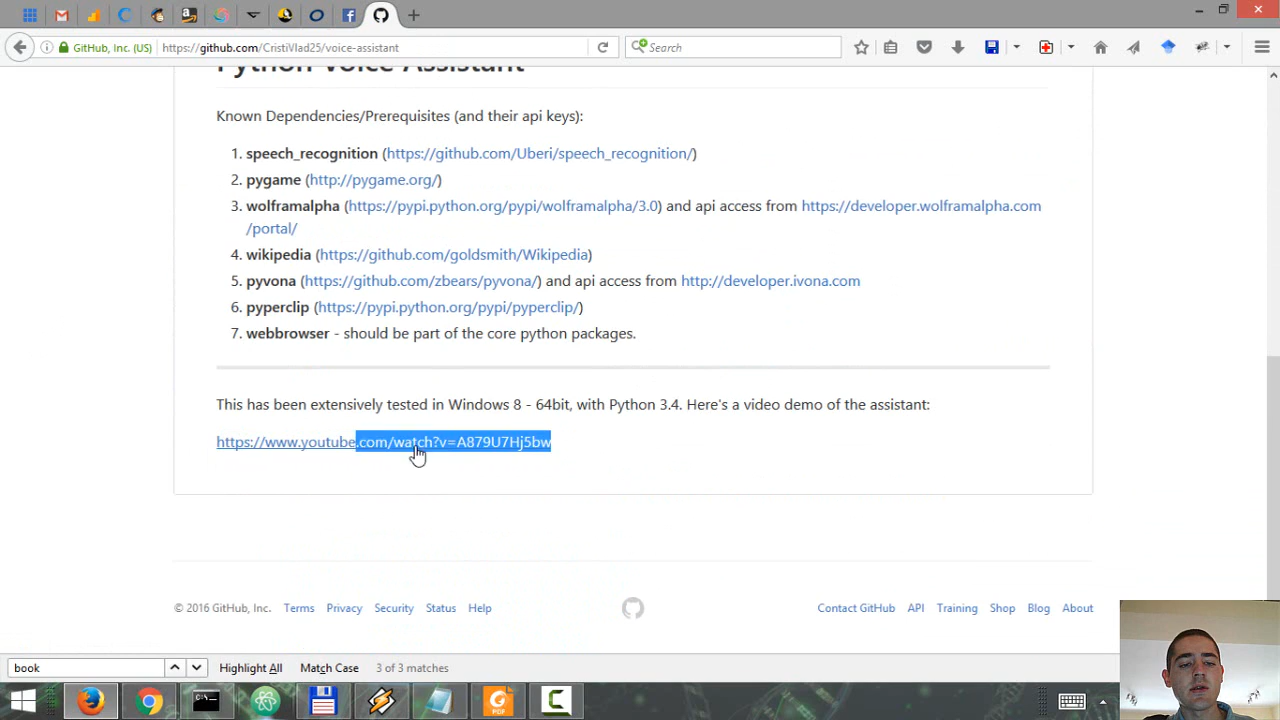 GitHub, Inc. (US)
https://github.com/CristiVlad25/voice-assistant
Search
Python Voice Assistant
Known Dependencies/Prerequisites (and their api keys):
1. speech_recognition (https://github.com/Uberi/speech_recognition/)
2. pygame (http://pygame.org/)
3. wolframalpha (https://pypi.python.org/pypi/wolframalpha/3.0) and api access from https://developer.wolframalpha.com
/portal/
4. wikipedia (https://github.com/goldsmith/Wikipedia)
5. pyvona (https://github.com/zbears/pyvona/) and api access from http://developer.ivona.com
6. pyperclip (https://pypi.python.org/pypi/pyperclip/)
7. webbrowser - should be part of the core python packages.
This has been extensively tested in Windows 8 - 64bit, with Python 3.4. Here's a video demo of the assistant:
https://www.youtube.com/watch?v=A879U7Hj5bw
© 2016 GitHub, Inc. Terms Privacy Security Status Help Contact GitHub API Training Shop Blog About
book Highlight All Match Case 3 of 3 matches
PDF